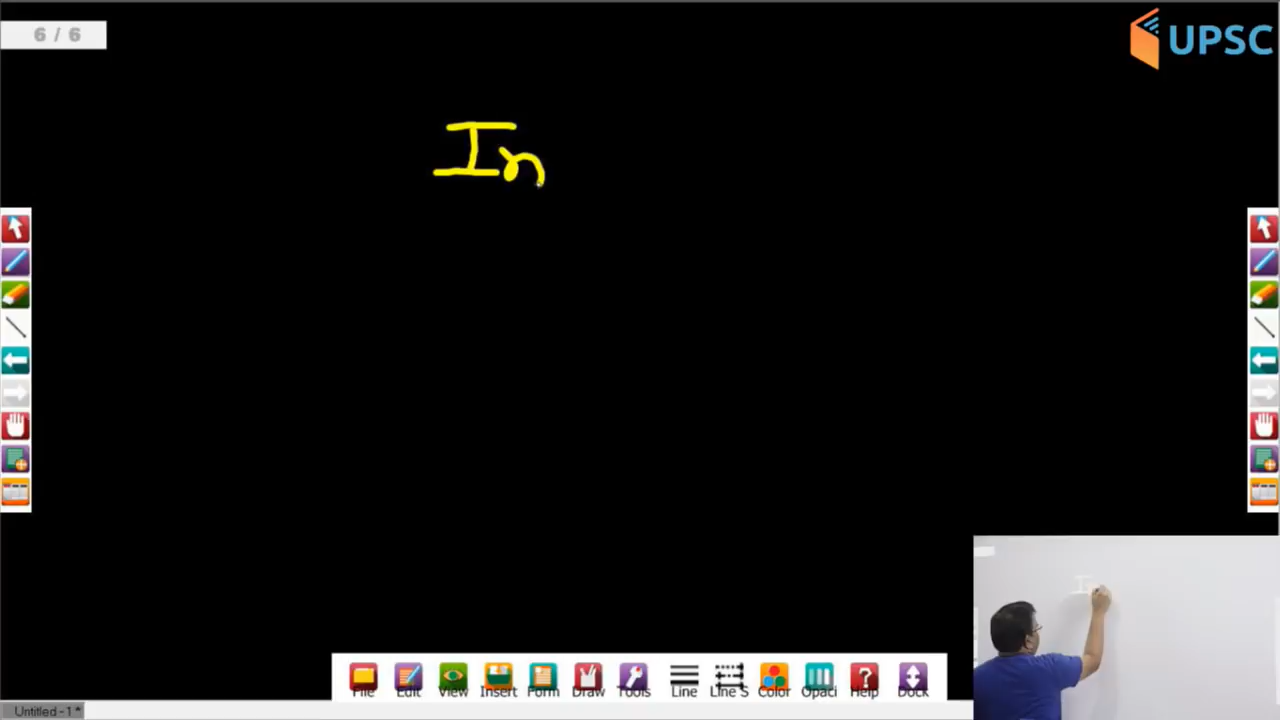 6 / 6
UPSC
In
File Edit View Insert Form Draw Tools Line Line S Color Opaci Help Dock
Untitled - 1 *